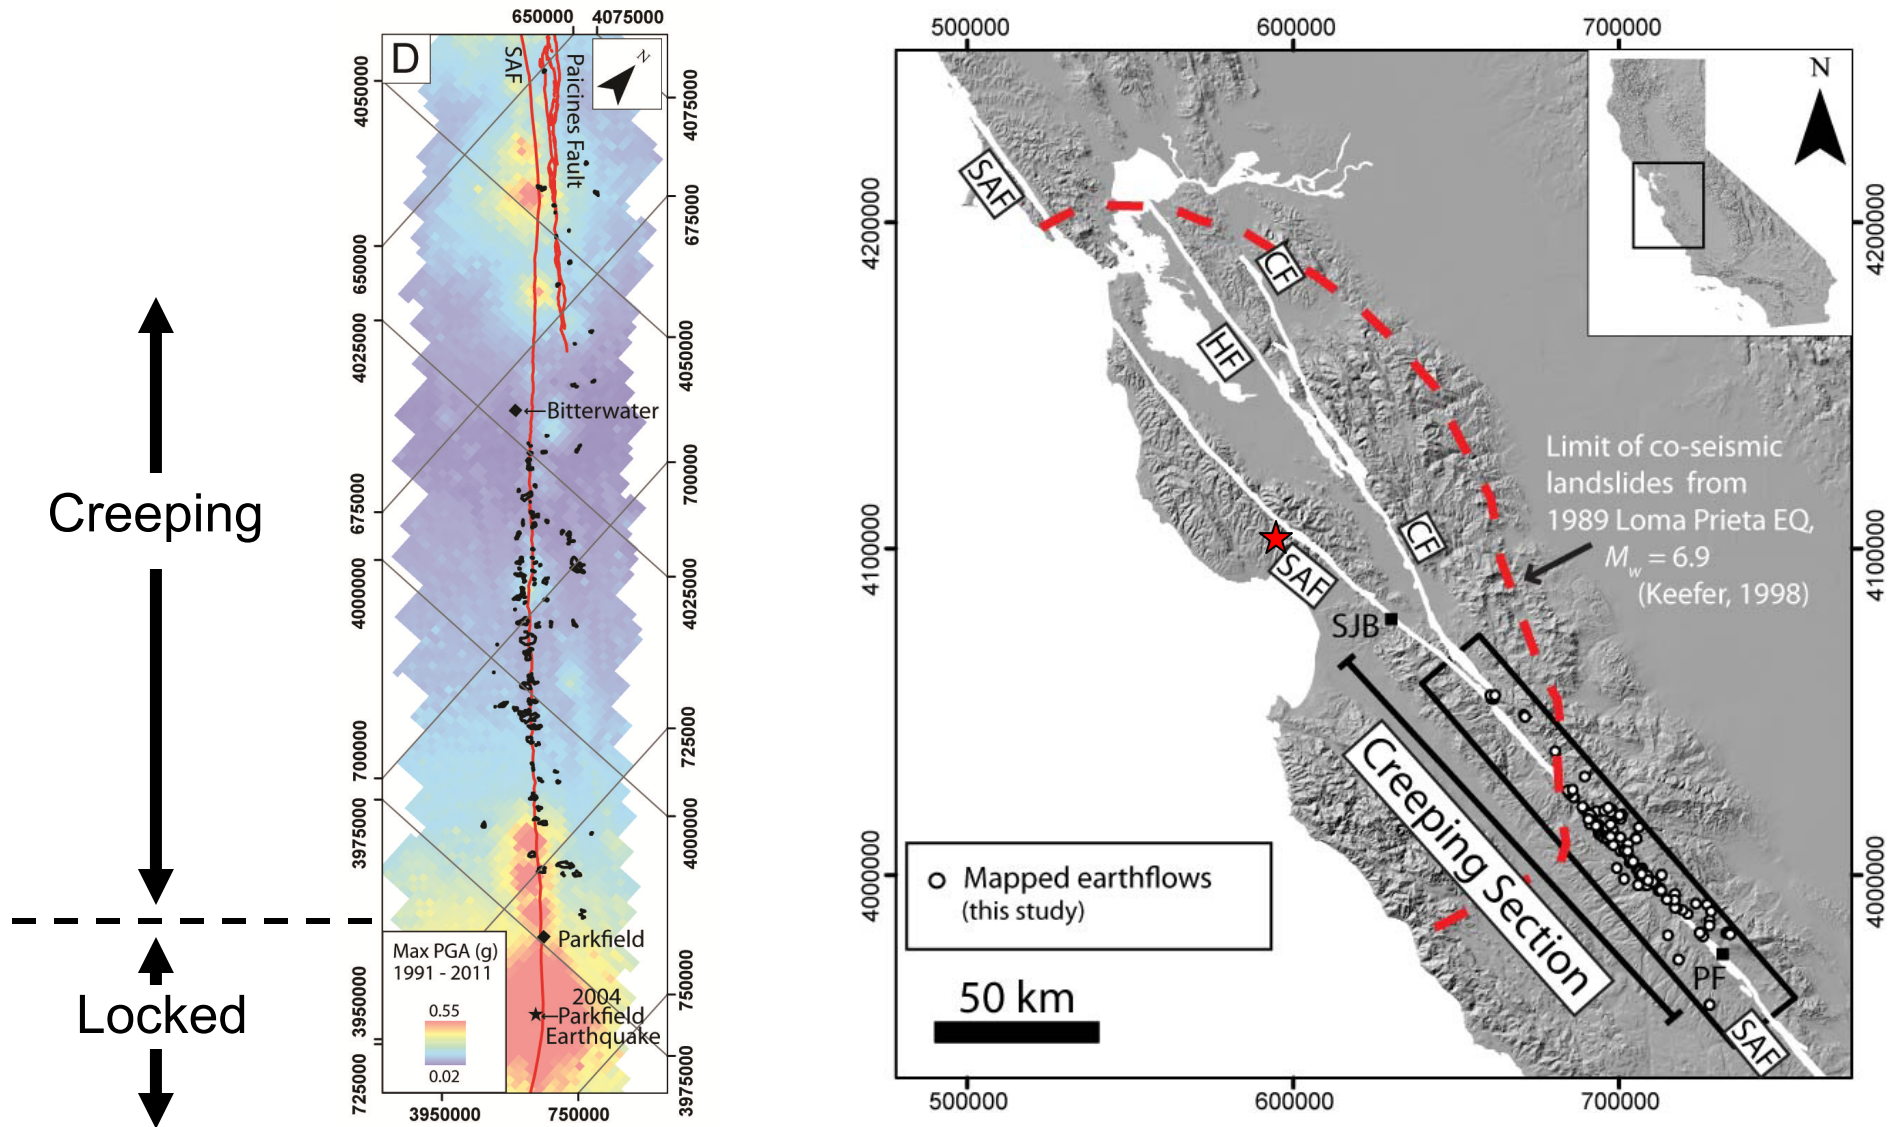 Creeping
Locked
650000 4075000
D
SAF
Paicines Fault
N
4050000
650000
4025000
675000
4000000
700000
3975000
3950000
725000
4075000
675000
4050000
700000
4025000
725000
4000000
750000
3975000
←Bitterwater
Parkfield
2004
←Parkfield
Earthquake
Max PGA (g)
1991 - 2011
0.55
0.02
3950000 750000
500000 600000 700000
4200000
4100000
4000000
4200000
4100000
4000000
N
SAF
CF
HF
CF
SAF
SJB
Limit of co-seismic
landslides from
1989 Loma Prieta EQ,
Mw = 6.9
(Keefer, 1998)
Creeping Section
PF
SAF
Mapped earthflows
(this study)
50 km
500000 600000 700000